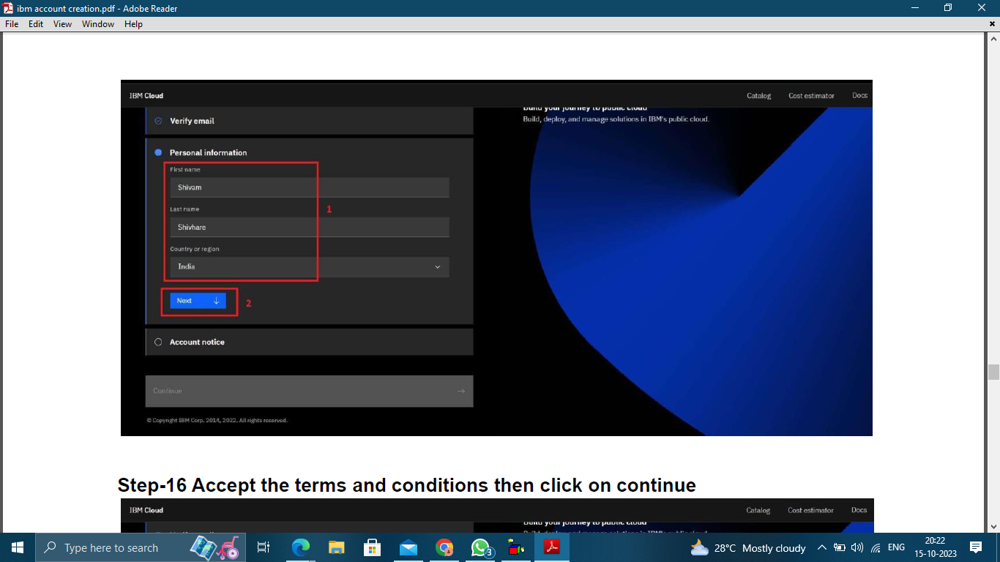 ibm account creation.pdf - Adobe Reader
File Edit View Window Help
IBM Cloud Catalog Cost estimator Docs
Build your journey to public cloud
Build, deploy, and manage solutions in IBM's public cloud.
Verify email
Personal information
First name
Shivam
Last name
1
Shivhare
Country or region
India
Next
2
Account notice
Continue
© Copyright IBM Corp. 2014, 2022. All rights reserved.
Step-16 Accept the terms and conditions then click on continue
IBM Cloud Catalog Cost estimator Docs
Build your journey to public cloud
Type here to search
3
28°C Mostly cloudy
ENG
20:22
15-10-2023